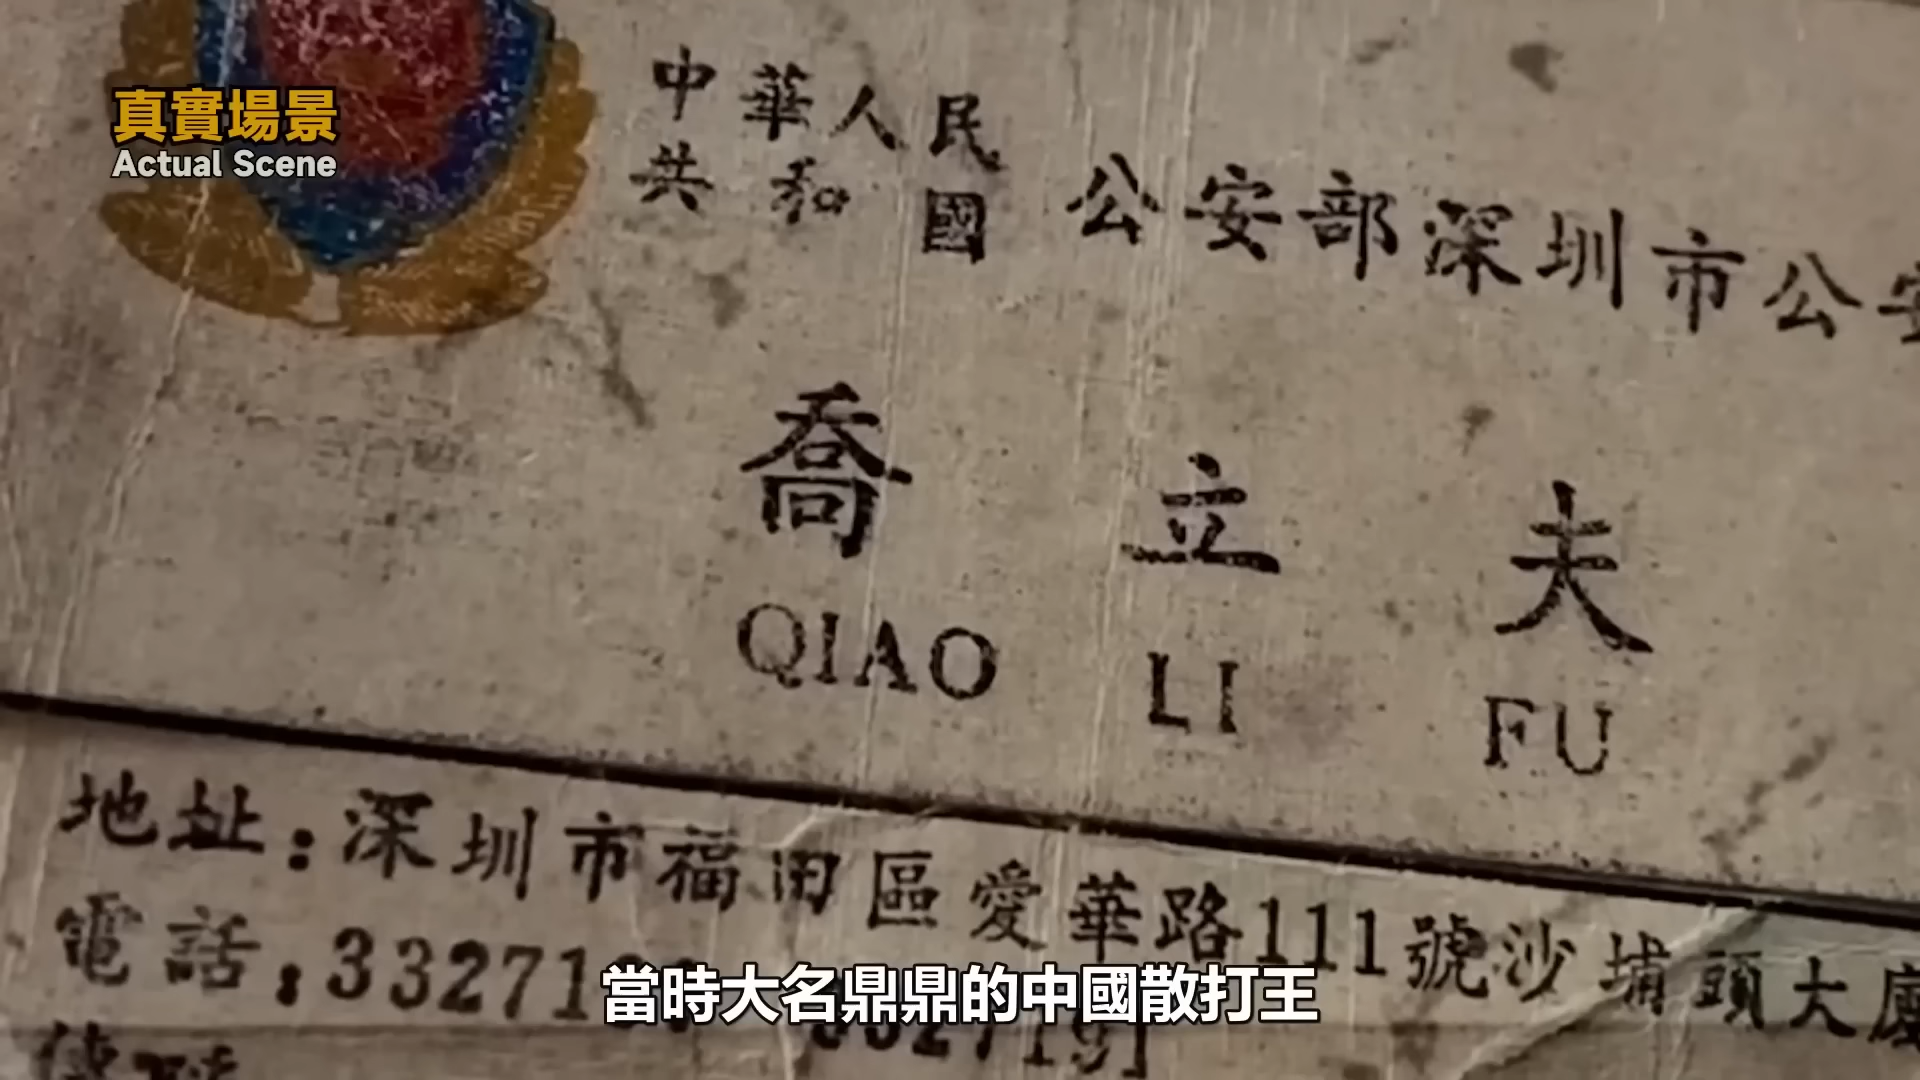 真實場景
Actual Scene
中華人民
共和國
公安部深圳市公安
喬立夫
QIAO LI FU
地址:深圳市福田區愛華路111號沙埔頭大廈
電話:33271
當時大名鼎鼎的中國散打王